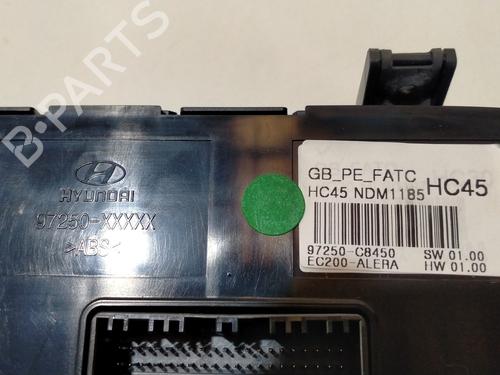 B-PARTS
HYUNDAI
97250-XXXXX
>ABS<
GB_PE_FATC
HC45 NDM1185
HC45
97250-C8450
SW 01.00
EC200-ALERA
HW 01.00